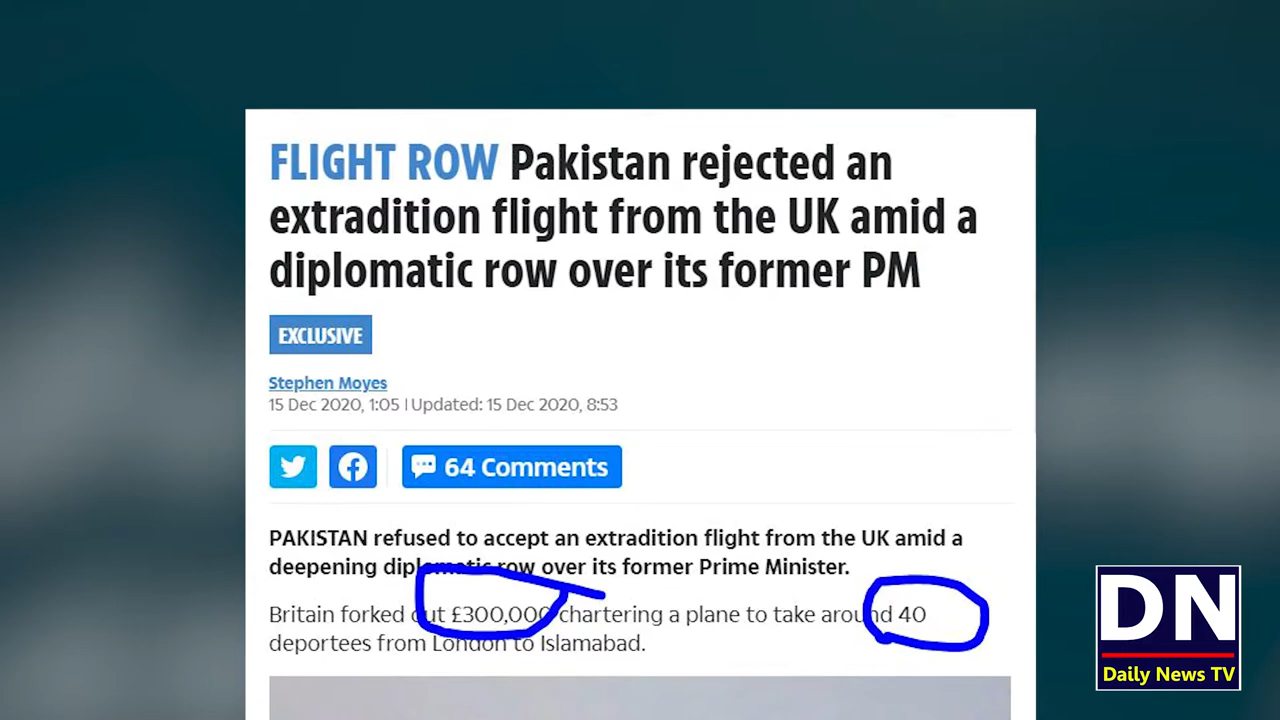 FLIGHT ROW Pakistan rejected an
extradition flight from the UK amid a
diplomatic row over its former PM
EXCLUSIVE
Stephen Moyes
15 Dec 2020, 1:05 | Updated: 15 Dec 2020, 8:53
64 Comments
PAKISTAN refused to accept an extradition flight from the UK amid a
deepening diplomatic row over its former Prime Minister.
Britain forked out £300,000 chartering a plane to take around 40
deportees from London to Islamabad.
DN
Daily News TV